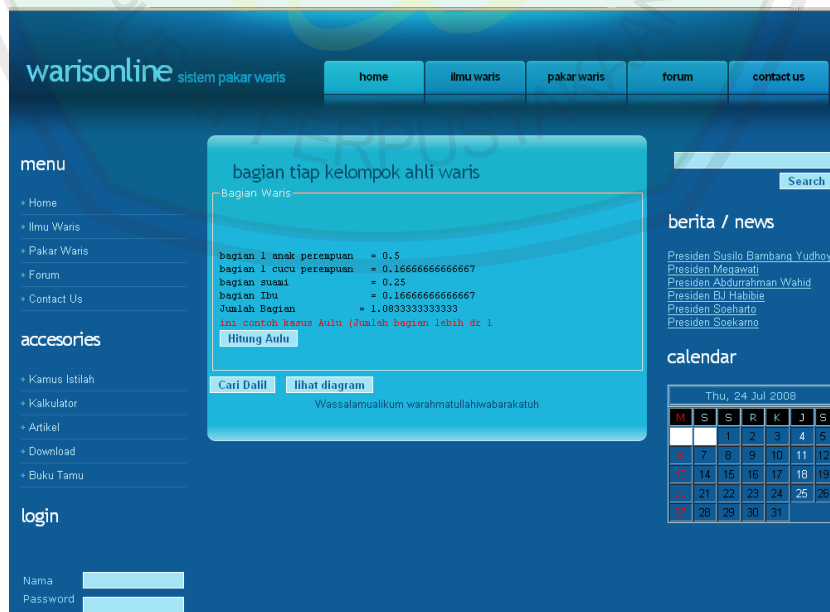 warisonline sistem pakar waris
home
ilmu waris
pakar waris
forum
contact us
menu
Home
Ilmu Waris
Pakar Waris
Forum
Contact Us
accesories
Kamus Istilah
Kalkulator
Artikel
Download
Buku Tamu
login
Nama
Password
bagian tiap kelompok ahli waris
Bagian Waris
bagian 1 anak perempuan = 0.5
bagian 1 cucu perempuan = 0.16666666666667
bagian suami = 0.25
bagian Ibu = 0.16666666666667
Jumlah Bagian = 1.0833333333333
ini contoh kasus Aulu (Jumlah bagian lebih dr 1
Hitung Aulu
Cari Dalil
lihat diagram
Wassalamualikum warahmatullahiwabarakatuh
Search
berita / news
Presiden Susilo Bambang Yudhoy
Presiden Megawati
Presiden Abdurrahman Wahid
Presiden BJ Habibie
Presiden Soeharto
Presiden Soekarno
calendar
Thu, 24 Jul 2008
M S S R K J S
1 2 3 4 5
6 7 8 9 10 11 12
13 14 15 16 17 18 19
21 22 23 24 25 26
27 28 29 30 31
PERPUSTAKAAN